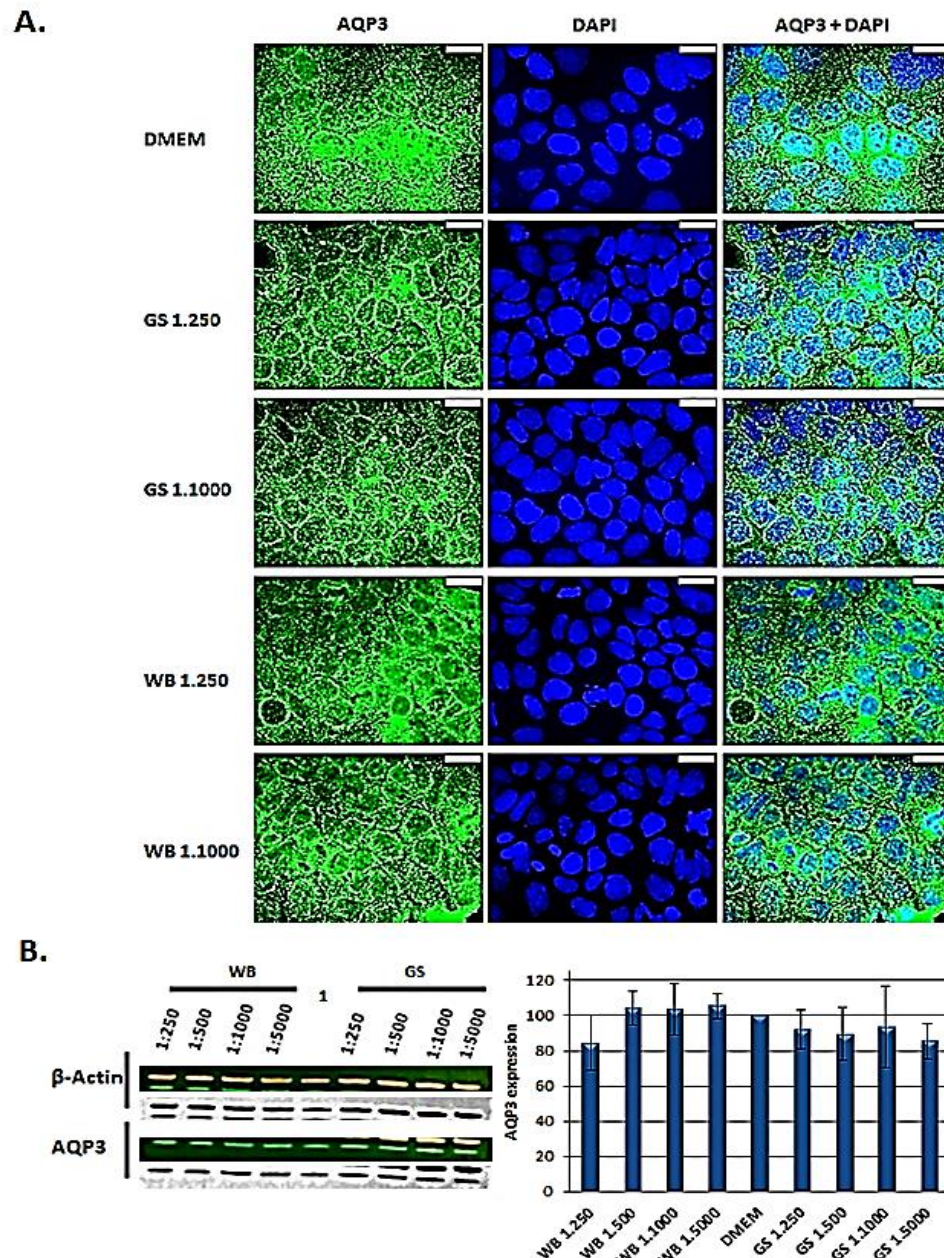 A.
AQP3 DAPI AQP3 + DAPI
DMEM
GS 1.250
GS 1.1000
WB 1.250
WB 1.1000
B.
WB 1 GS
1:250 1:500 1:1000 1:5000 1:250 1:500 1:1000 1:5000
β-Actin
AQP3
AQP3 expression
120
100
80
60
40
20
0
WB 1.250 WB 1.500 WB 1.1000 WB 1.5000 DMEM GS 1.250 GS 1.500 GS 1.1000 GS 1.5000